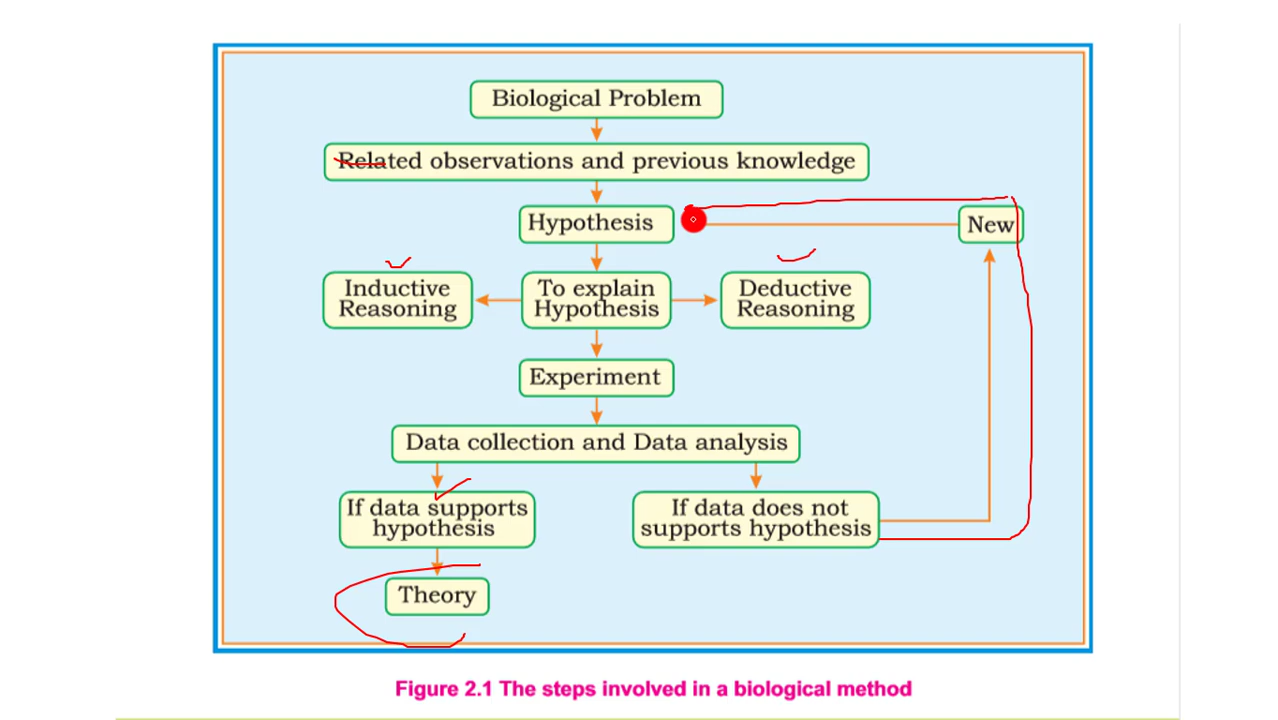 Biological Problem
Related observations and previous knowledge
Hypothesis
New
Inductive
Reasoning
To explain
Hypothesis
Deductive
Reasoning
Experiment
Data collection and Data analysis
If data supports
hypothesis
If data does not
supports hypothesis
Theory
Figure 2.1 The steps involved in a biological method